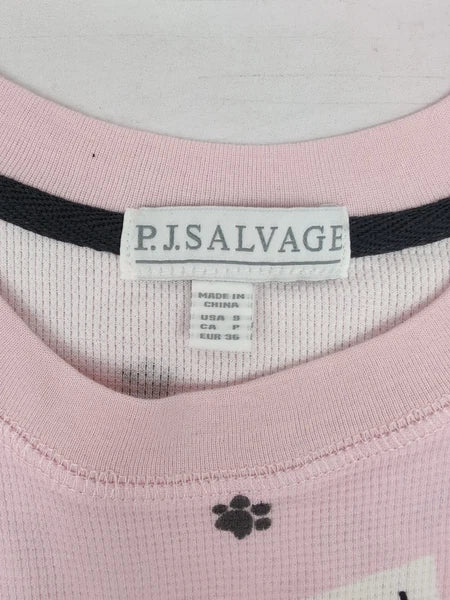 P.J.SALVAGE
MADE IN
CHINA
USA S
CA P
EUR 36